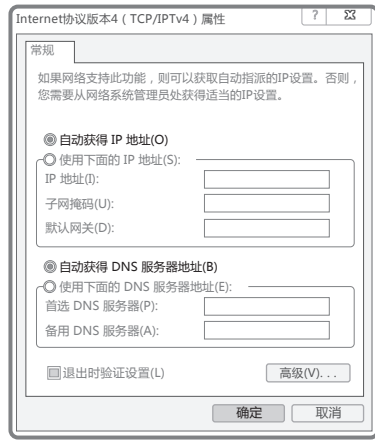 Internet协议版本4（TCP/IPTv4）属性
?
常规
如果网络支持此功能，则可以获取自动指派的IP设置。否则，
您需要从网络系统管理员处获得适当的IP设置。
自动获得 IP 地址(O)
使用下面的 IP 地址(S):
IP 地址(I):
子网掩码(U):
默认网关(D):
自动获得 DNS 服务器地址(B)
使用下面的 DNS 服务器地址(E):
首选 DNS 服务器(P):
备用 DNS 服务器(A):
退出时验证设置(L)
高级(V). . .
确定
取消